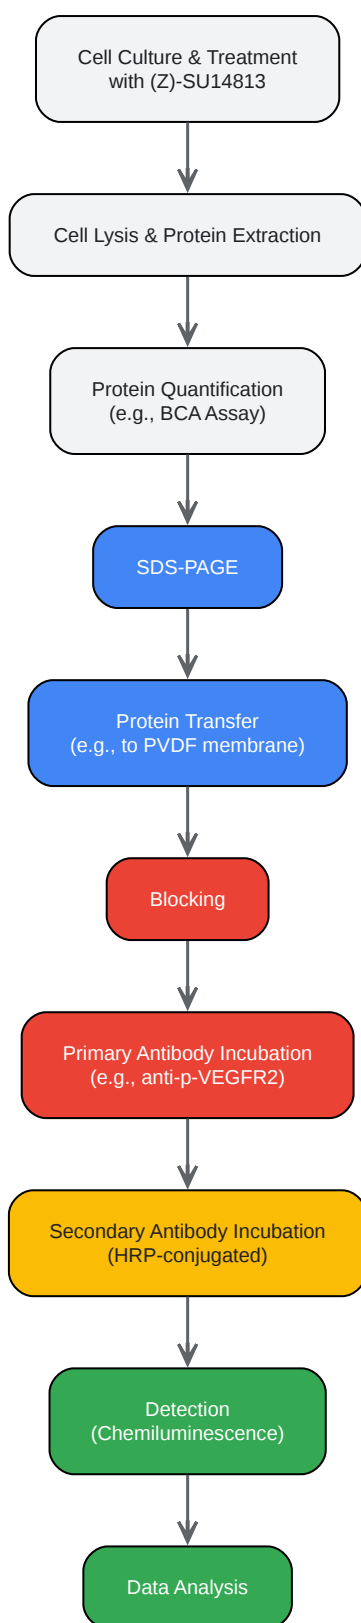 Cell Culture & Treatment
with (Z)-SU14813
Cell Lysis & Protein Extraction
Protein Quantification
(e.g., BCA Assay)
SDS-PAGE
Protein Transfer
(e.g., to PVDF membrane)
Blocking
Primary Antibody Incubation
(e.g., anti-p-VEGFR2)
Secondary Antibody Incubation
(HRP-conjugated)
Detection
(Chemiluminescence)
Data Analysis